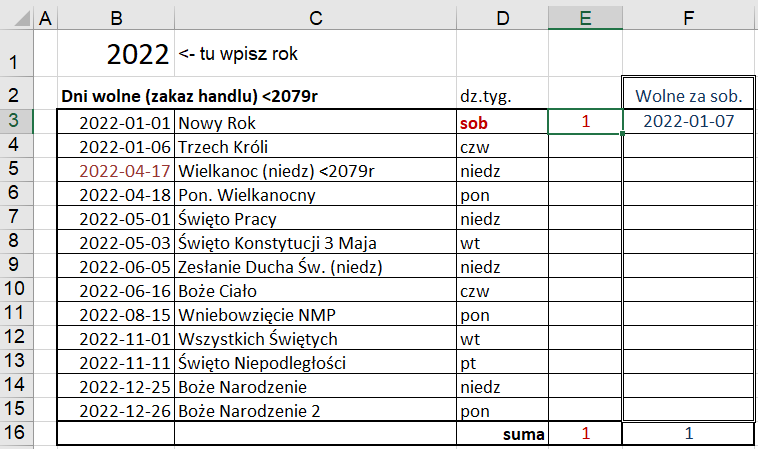 A B C D E F
1 2022 <- tu wpisz rok
2 Dni wolne (zakaz handlu) <2079r dz.tyg. Wolne za sob.
3 2022-01-01 Nowy Rok sob 1 2022-01-07
4 2022-01-06 Trzech Króli czw
5 2022-04-17 Wielkanoc (niedz) <2079r niedz
6 2022-04-18 Pon. Wielkanocny pon
7 2022-05-01 Święto Pracy niedz
8 2022-05-03 Święto Konstytucji 3 Maja wt
9 2022-06-05 Zesłanie Ducha Św. (niedz) niedz
10 2022-06-16 Boże Ciało czw
11 2022-08-15 Wniebowzięcie NMP pon
12 2022-11-01 Wszystkich Świętych wt
13 2022-11-11 Święto Niepodległości pt
14 2022-12-25 Boże Narodzenie niedz
15 2022-12-26 Boże Narodzenie 2 pon
16 suma 1 1